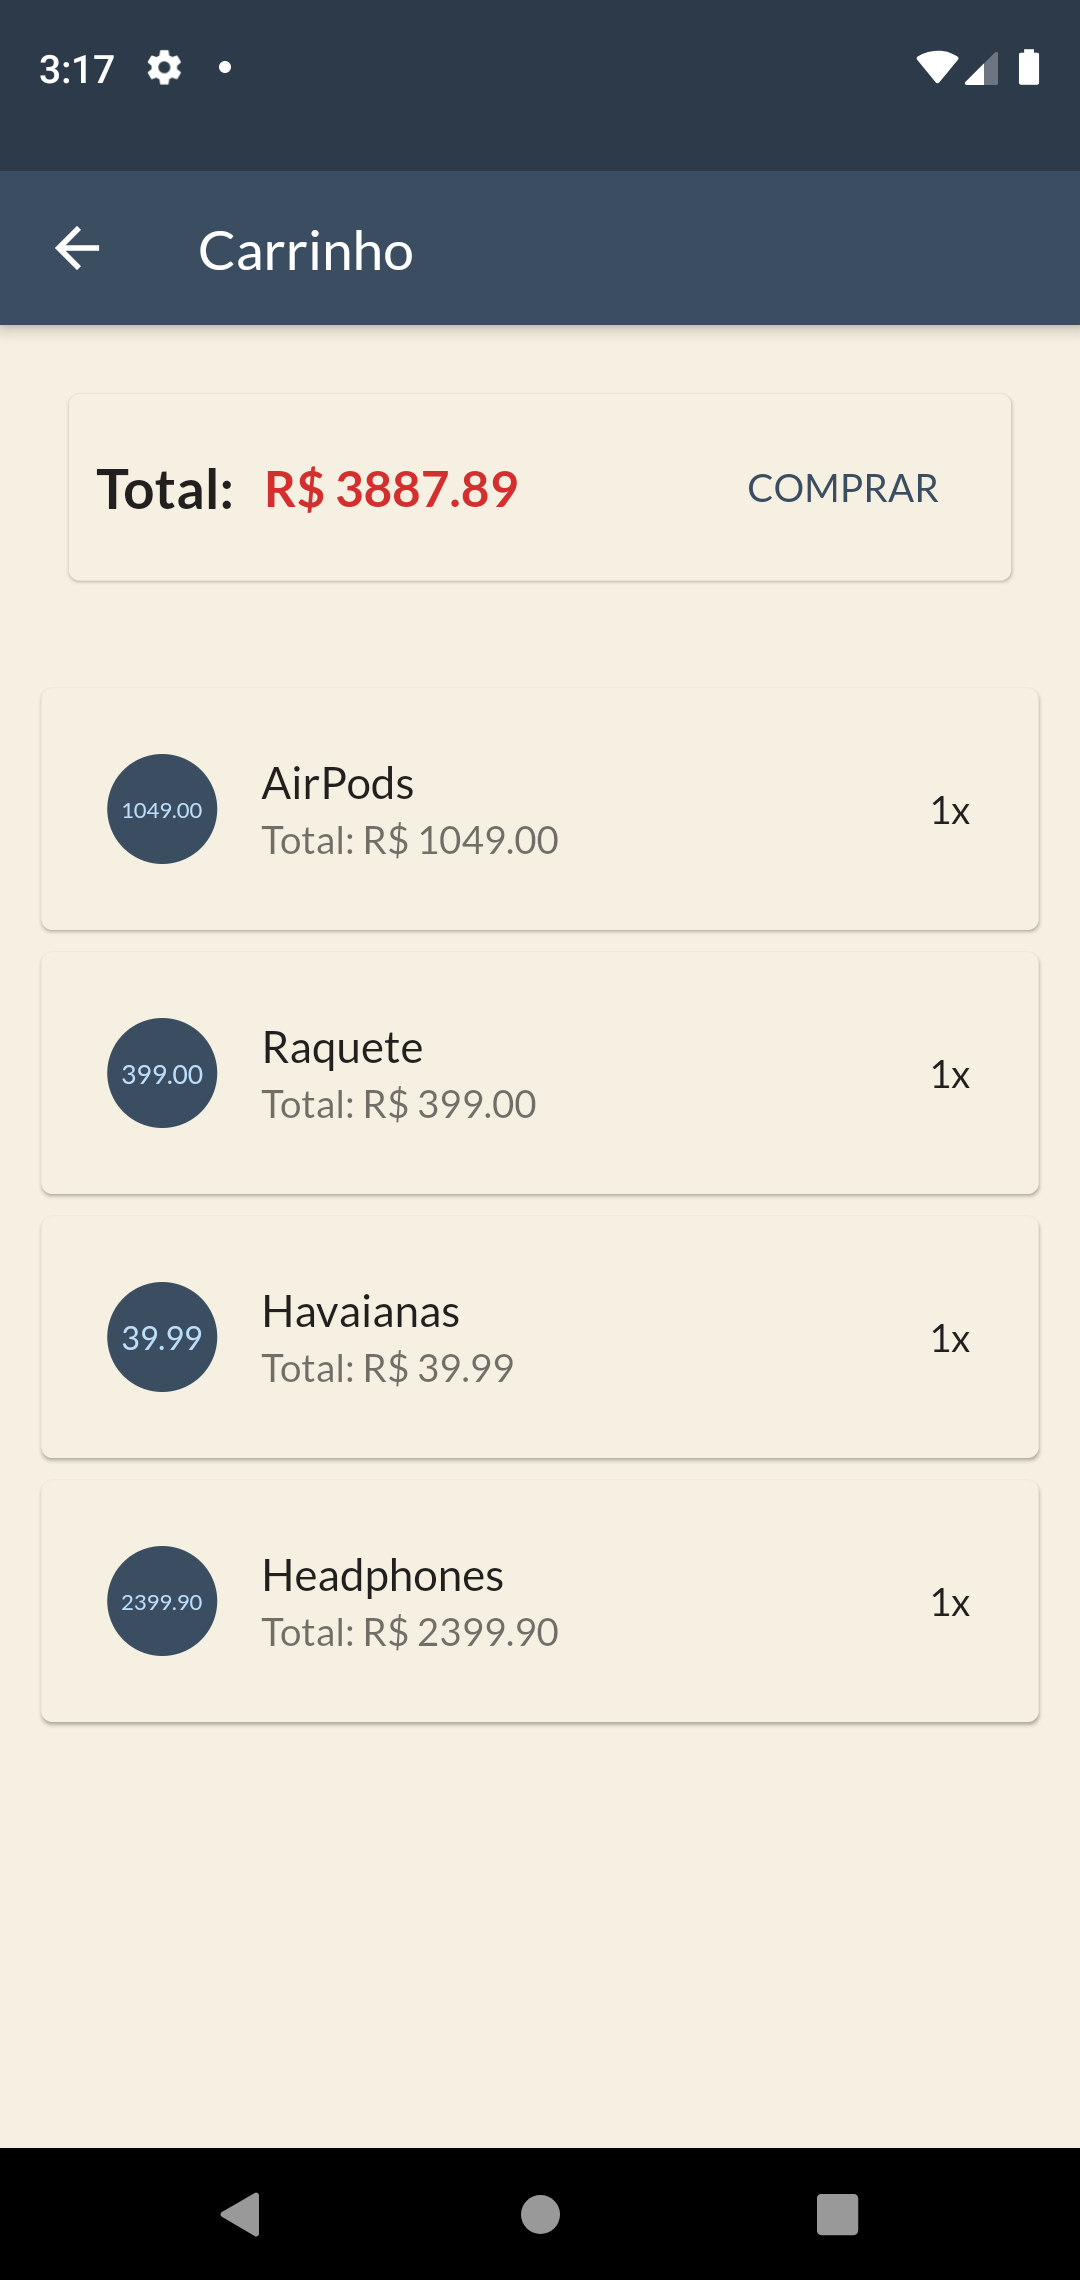 3:17
Carrinho
Total: R$ 3887.89 COMPRAR
1049.00
AirPods
Total: R$ 1049.00
1x
399.00
Raquete
Total: R$ 399.00
1x
39.99
Havaianas
Total: R$ 39.99
1x
2399.90
Headphones
Total: R$ 2399.90
1x